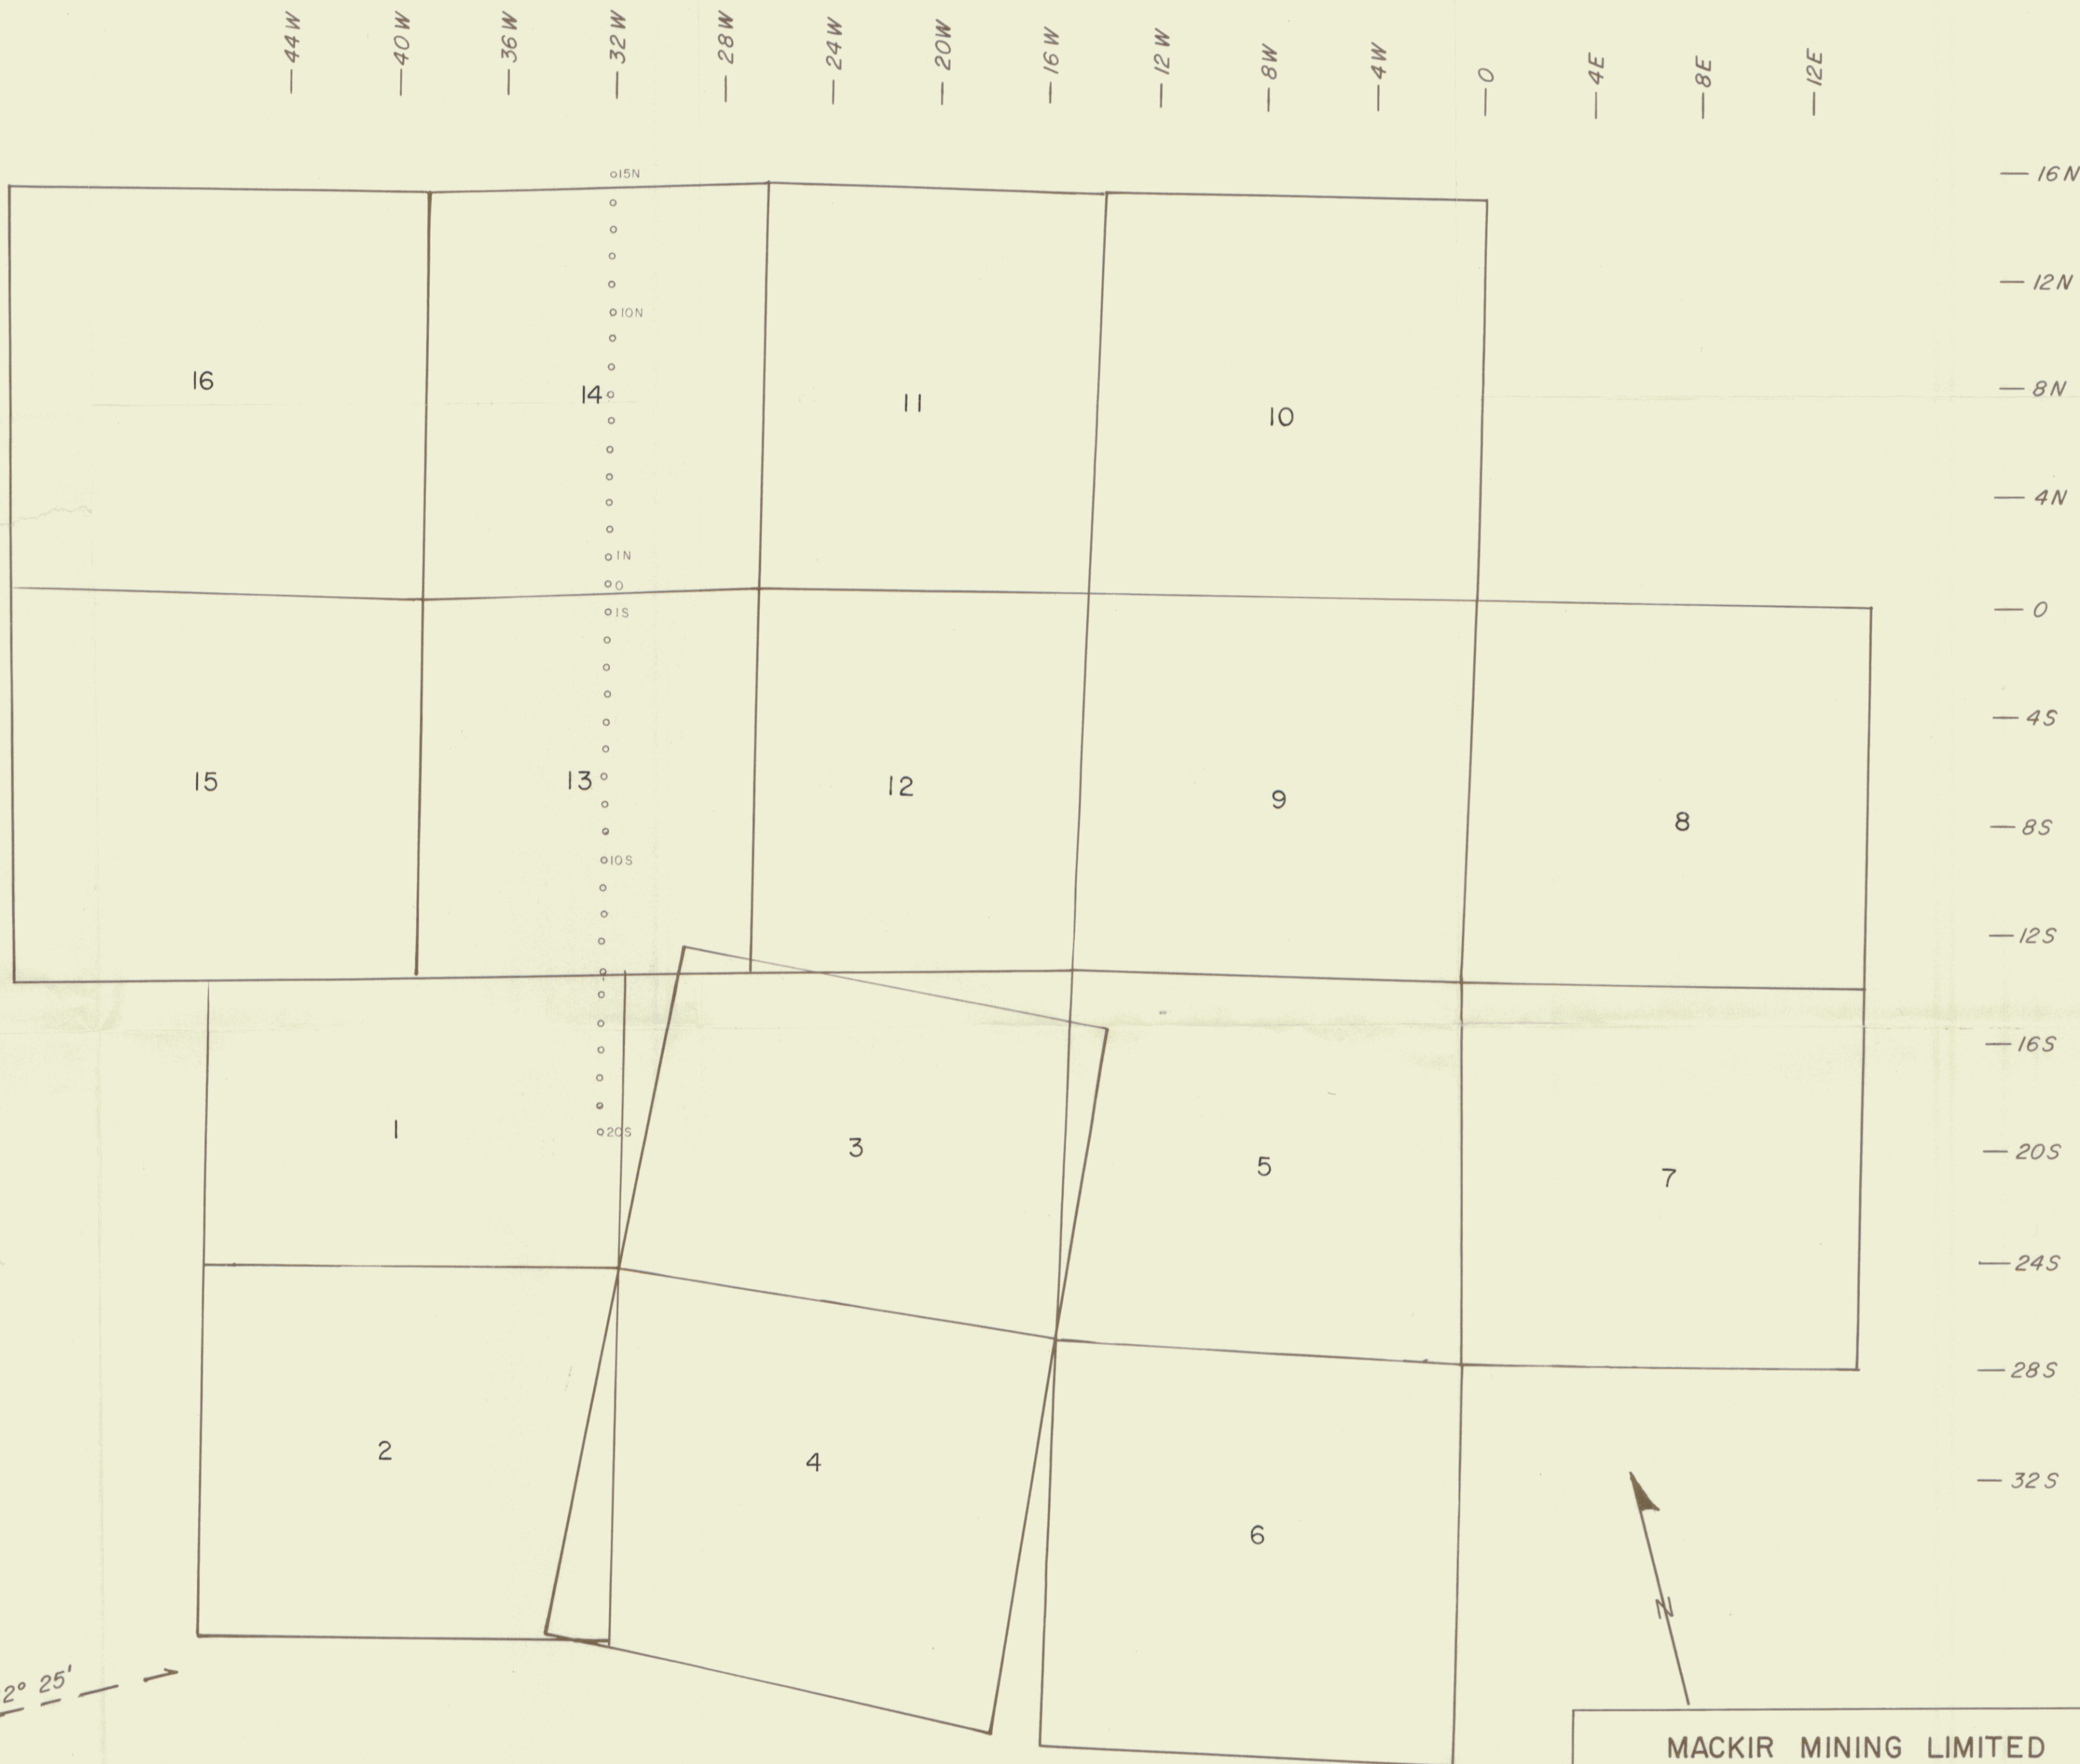 —44W —40W —36W —32W —28W —24W —20W —16W —12W —8W —4W —0 —4E —8E —12E
15N
— 16N
— 12N
10N
16 14 11 10
— 8N
— 4N
1N
0
— 0
1S
— 4S
15 13 12 9 8
— 8S
10S
— 12S
— 16S
1 20S 3 5 7
— 20S
— 24S
— 28S
2 4 6
— 32S
N
2° 25'
MACKIR MINING LIMITED